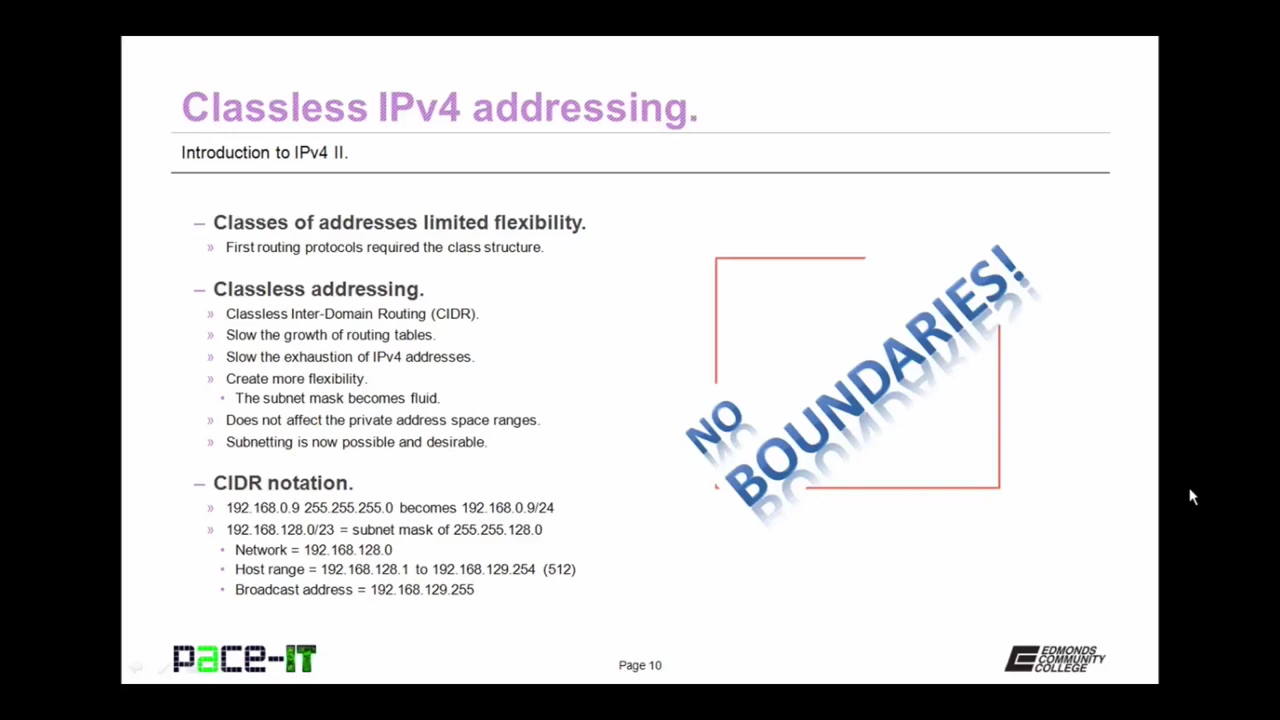 Classless IPv4 addressing.
Introduction to IPv4 II.
– Classes of addresses limited flexibility.
» First routing protocols required the class structure.
– Classless addressing.
» Classless Inter-Domain Routing (CIDR).
» Slow the growth of routing tables.
» Slow the exhaustion of IPv4 addresses.
» Create more flexibility.
• The subnet mask becomes fluid.
» Does not affect the private address space ranges.
» Subnetting is now possible and desirable.
– CIDR notation.
» 192.168.0.9 255.255.255.0 becomes 192.168.0.9/24
» 192.168.128.0/23 = subnet mask of 255.255.128.0
• Network = 192.168.128.0
• Host range = 192.168.128.1 to 192.168.129.254 (512)
• Broadcast address = 192.168.129.255
NO BOUNDARIES!
pace-IT
Page 10
EDMONDS
COMMUNITY
COLLEGE